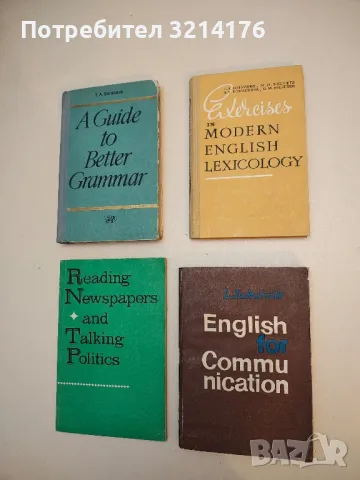 Потребител 3214176
A Guide
to
Better
Grammar
Exercises
IN
MODERN
ENGLISH
LEXICOLOGY
Reading
Newspapers
and
Talking
Politics
English
for
Commu
nication
BAZAR